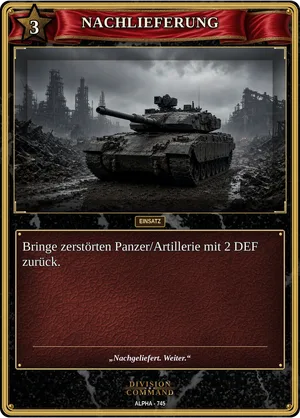 3
NACHLIEFERUNG
EINSATZ
Bringe zerstörten Panzer/Artillerie mit 2 DEF
zurück.
„Nachgeliefert. Weiter.“
DIVISION
COMMAND
ALPHA - 745